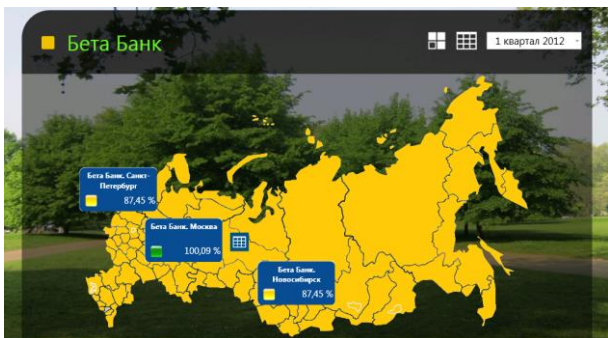 Бета Банк
1 квартал 2012
Бета Банк. Санкт-
Петербург
87,45 %
Бета Банк. Москва
100,09 %
Бета Банк.
Новосибирск
87,45 %